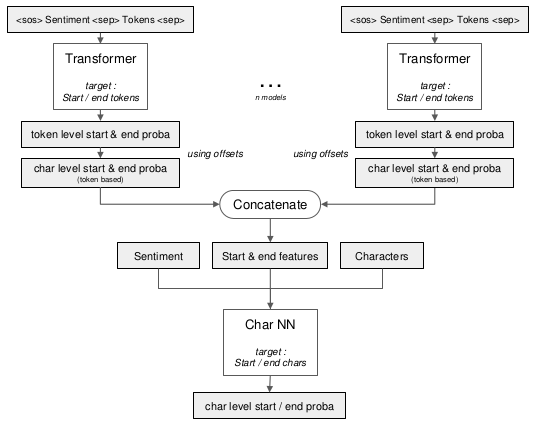 <sos> Sentiment <sep> Tokens <sep>
<sos> Sentiment <sep> Tokens <sep>
Transformer
target :
Start / end tokens
...
n models
Transformer
target :
Start / end tokens
token level start & end proba
token level start & end proba
using offsets
using offsets
char level start & end proba
(token based)
char level start & end proba
(token based)
Concatenate
Sentiment
Start & end features
Characters
Char NN
target :
Start / end chars
char level start / end proba